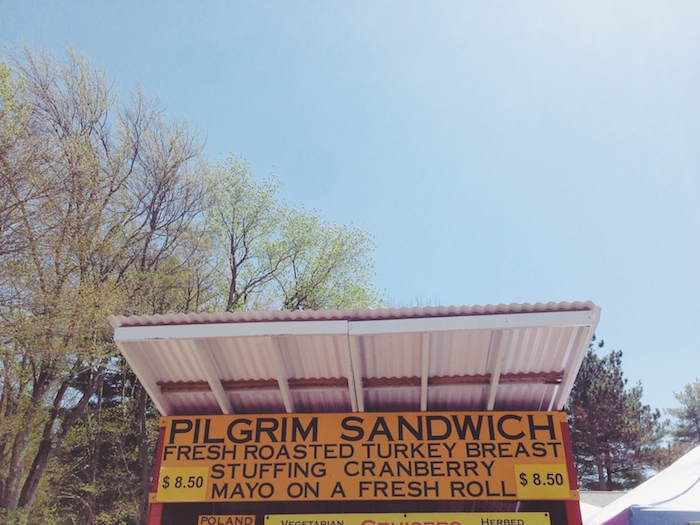 PILGRIM SANDWICH
FRESH ROASTED TURKEY BREAST
STUFFING CRANBERRY
$ 8.50 MAYO ON A FRESH ROLL $ 8.50
POLAND VEGETARIAN CRUISERS HERBED